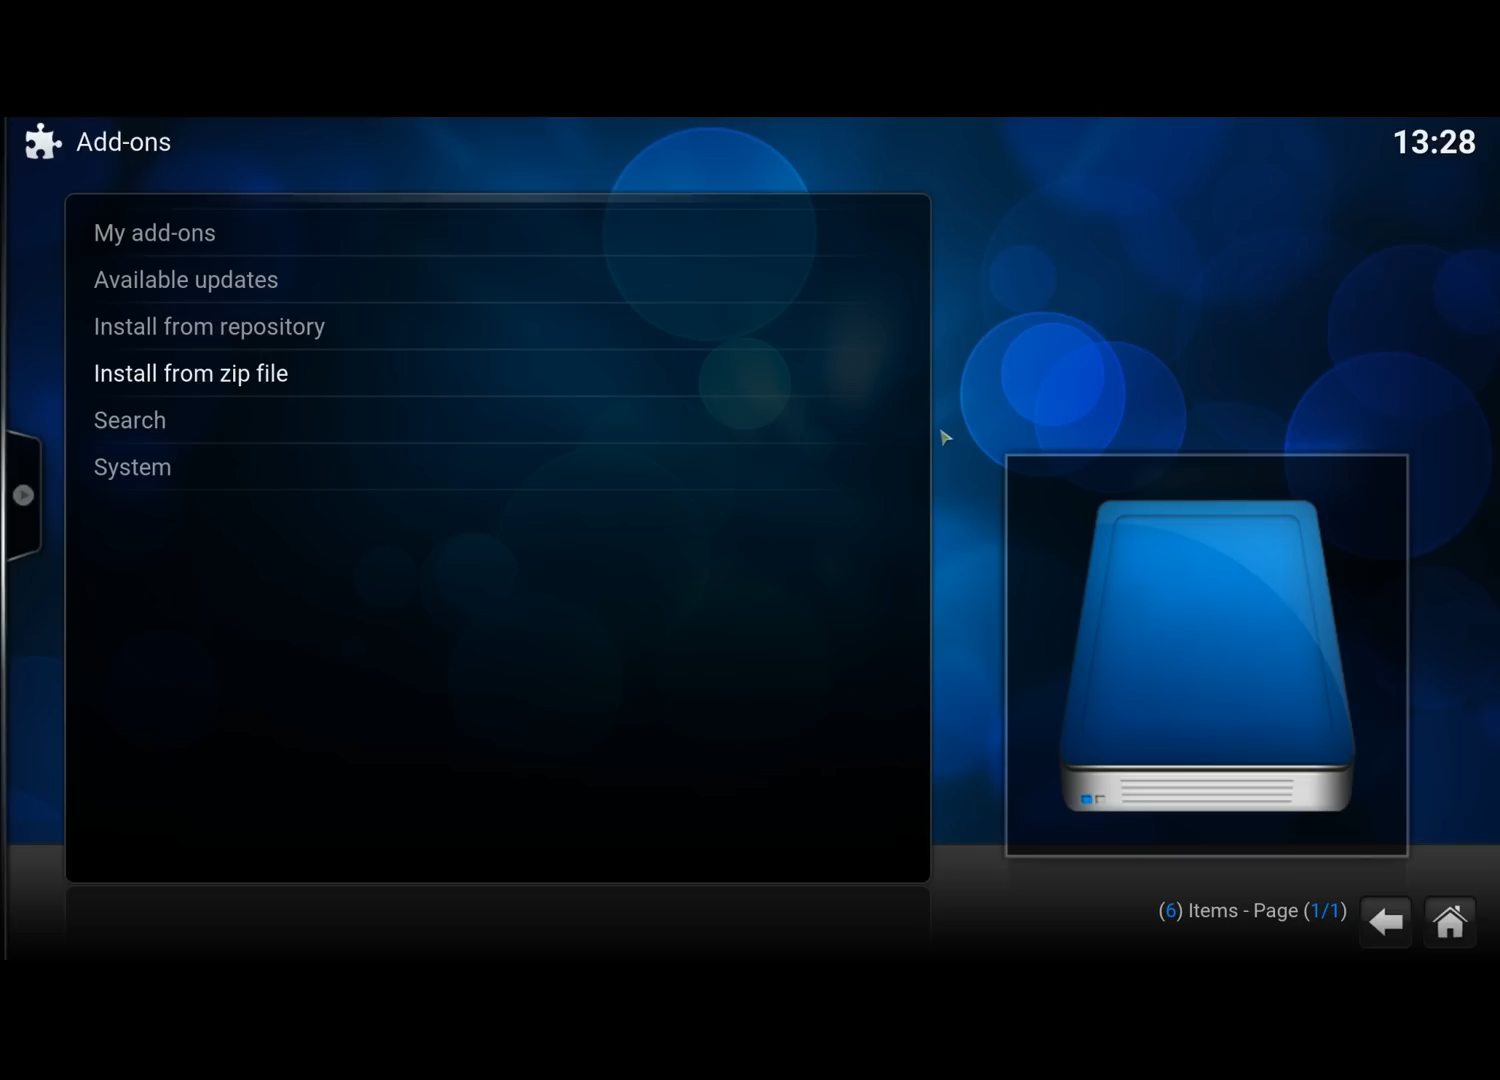 Add-ons
13:28
My add-ons
Available updates
Install from repository
Install from zip file
Search
System
(6) Items - Page (1/1)